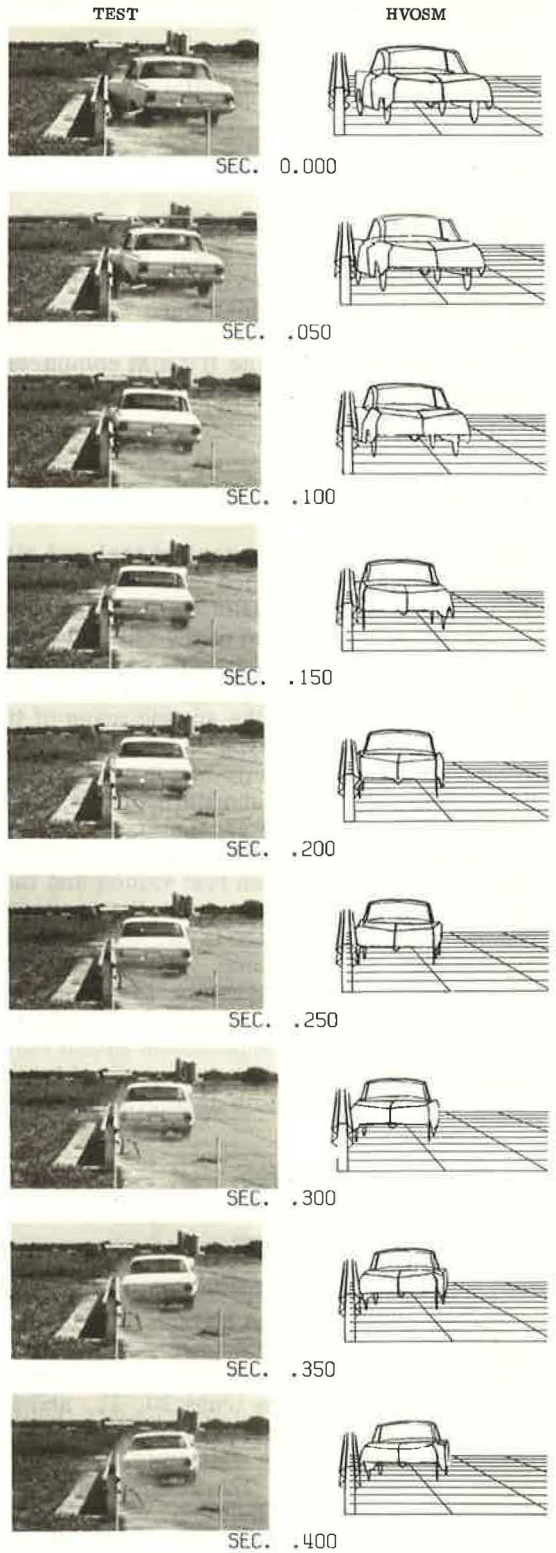 TEST HVOSM
SEC. 0.000
SEC. .050
SEC. .100
SEC. .150
SEC. .200
SEC. .250
SEC. .300
SEC. .350
SEC. .400